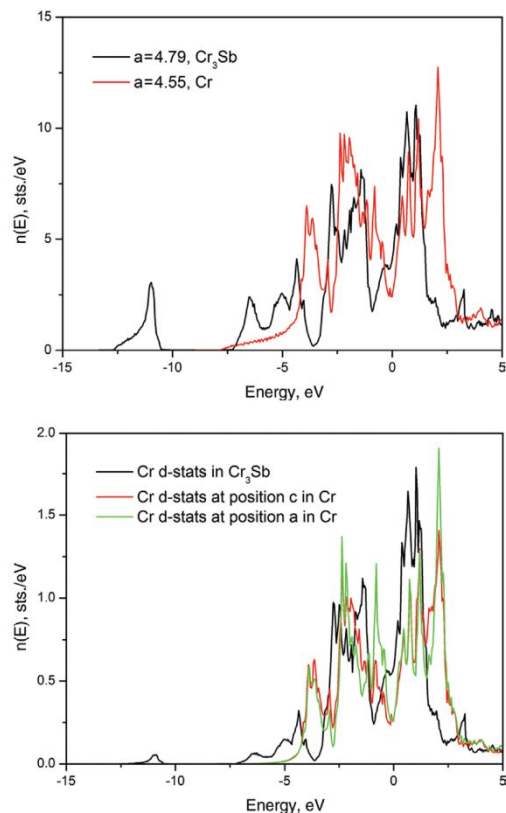 15
10
5
0
n(E), sts./eV
a=4.79, Cr₃Sb
a=4.55, Cr
-15 -10 -5 0 5
Energy, eV
2.0
1.5
1.0
0.5
0.0
n(E), sts./eV
Cr d-stats in Cr₃Sb
Cr d-stats at position c in Cr
Cr d-stats at position a in Cr
-15 -10 -5 0 5
Energy, eV